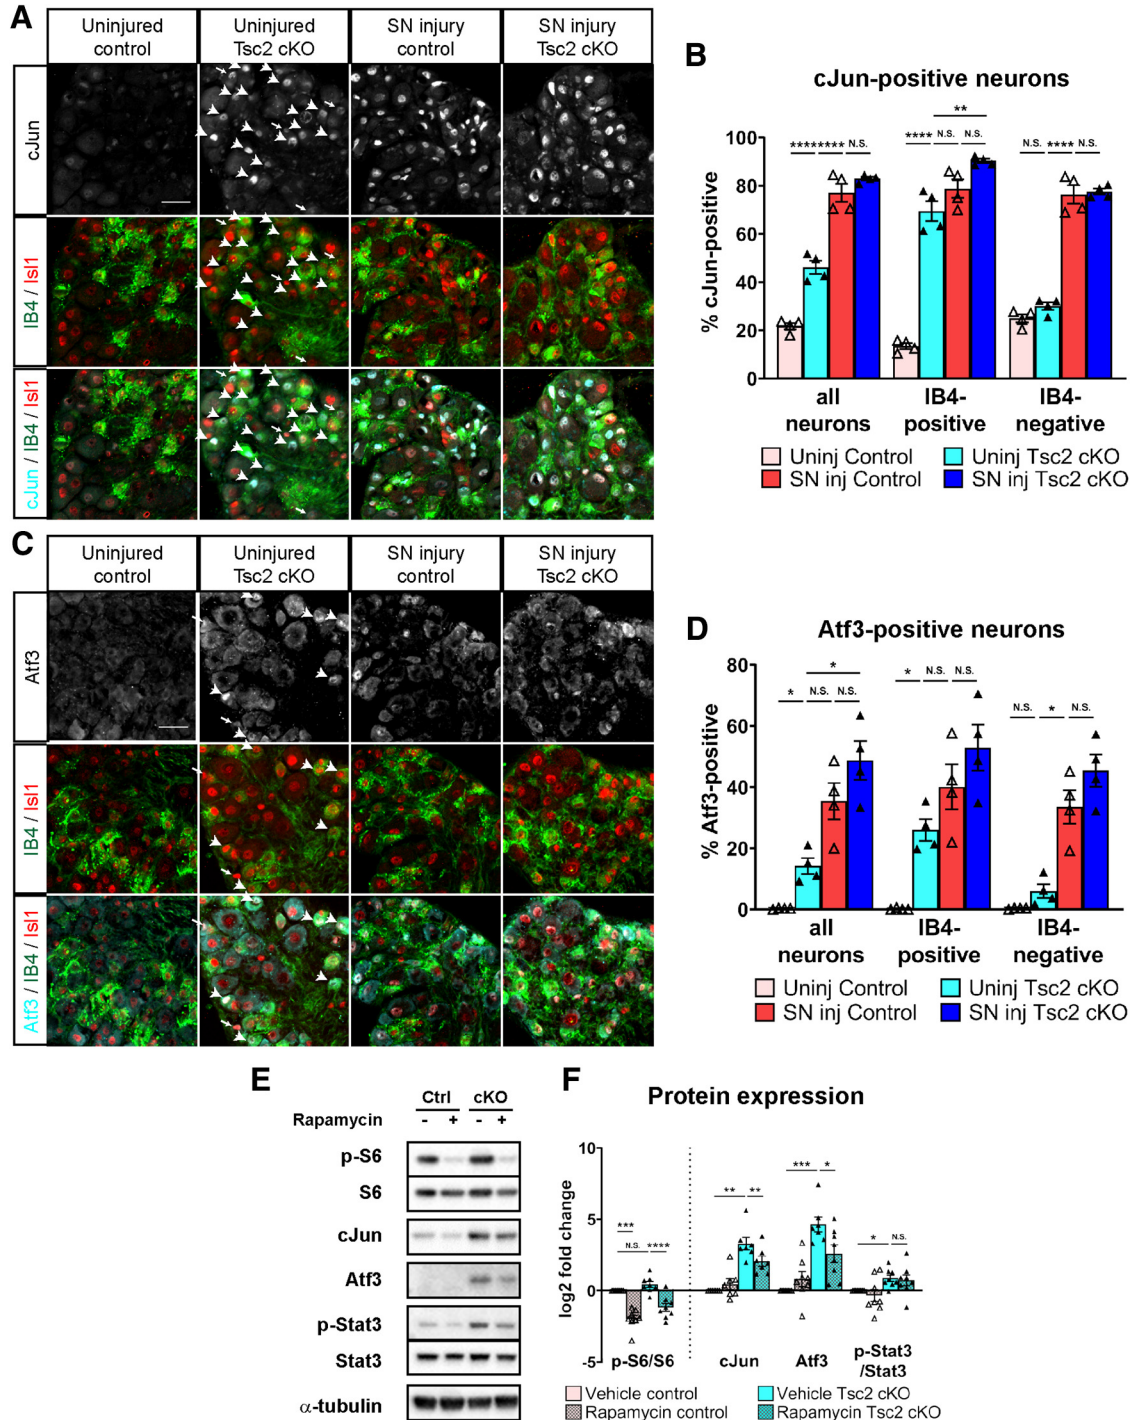 A
Uninjured
control
Uninjured
Tsc2 cKO
SN injury
control
SN injury
Tsc2 cKO
cJun
IB4 / Isl1
cJun / IB4 / Isl1
B
cJun-positive neurons
% cJun-positive
100
80
60
40
20
0
**** **** N.S.
**
**** N.S. N.S.
N.S. **** N.S.
all
neurons
IB4-
positive
IB4-
negative
Uninj Control
Uninj Tsc2 cKO
SN inj Control
SN inj Tsc2 cKO
C
Uninjured
control
Uninjured
Tsc2 cKO
SN injury
control
SN injury
Tsc2 cKO
Atf3
IB4 / Isl1
Atf3 / IB4 / Isl1
D
Atf3-positive neurons
% Atf3-positive
80
60
40
20
0
*
* N.S. N.S.
* N.S. N.S.
N.S. * N.S.
all
neurons
IB4-
positive
IB4-
negative
Uninj Control
Uninj Tsc2 cKO
SN inj Control
SN inj Tsc2 cKO
E
Ctrl cKO
Rapamycin - + - +
p-S6
S6
cJun
Atf3
p-Stat3
Stat3
α-tubulin
F
Protein expression
log2 fold change
10
5
0
-5
***
N.S. ****
** **
*** *
* N.S.
p-S6/S6
cJun
Atf3
p-Stat3
/Stat3
Vehicle control
Vehicle Tsc2 cKO
Rapamycin control
Rapamycin Tsc2 cKO